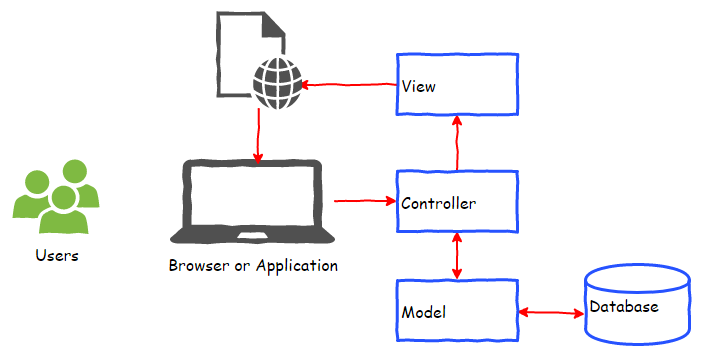 View
Controller
Users
Browser or Application
Model
Database